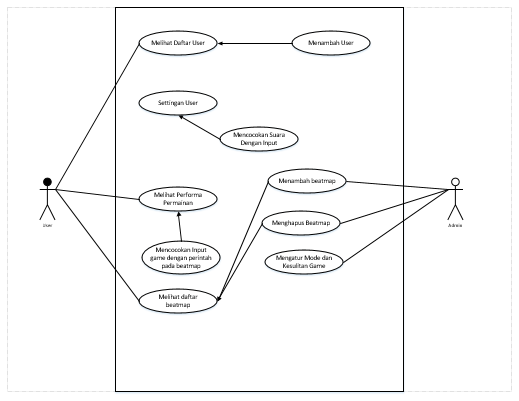 Melihat Daftar User
Menambah User
Settingan User
Mencocokan Suara
Dengan Input
Menambah beatmap
Melihat Performa
Permainan
Menghapus Beatmap
User
Admin
Mencocokan Input
game dengan perintah
pada beatmap
Mengatur Mode dan
Kesulitan Game
Melihat daftar
beatmap